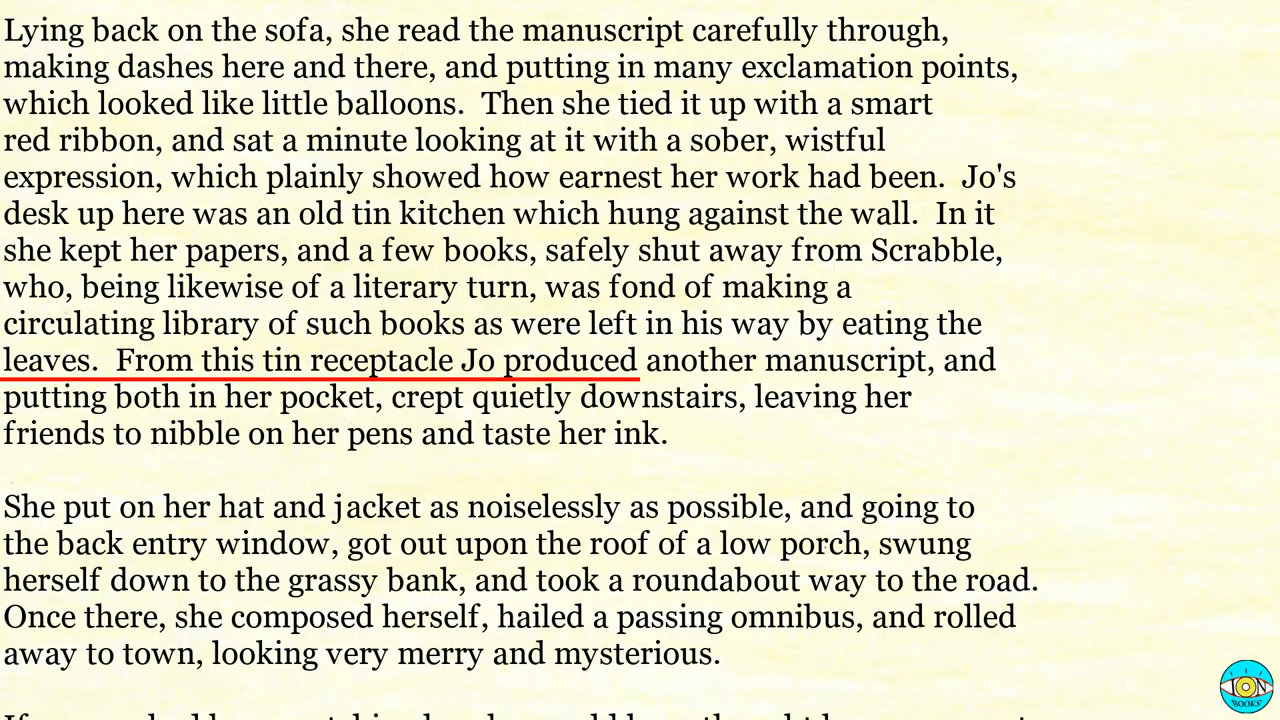 Lying back on the sofa, she read the manuscript carefully through,
making dashes here and there, and putting in many exclamation points,
which looked like little balloons.  Then she tied it up with a smart
red ribbon, and sat a minute looking at it with a sober, wistful
expression, which plainly showed how earnest her work had been.  Jo's
desk up here was an old tin kitchen which hung against the wall.  In it
she kept her papers, and a few books, safely shut away from Scrabble,
who, being likewise of a literary turn, was fond of making a
circulating library of such books as were left in his way by eating the
leaves.  From this tin receptacle Jo produced another manuscript, and
putting both in her pocket, crept quietly downstairs, leaving her
friends to nibble on her pens and taste her ink.
She put on her hat and jacket as noiselessly as possible, and going to
the back entry window, got out upon the roof of a low porch, swung
herself down to the grassy bank, and took a roundabout way to the road.
Once there, she composed herself, hailed a passing omnibus, and rolled
away to town, looking very merry and mysterious.
ION
BOOKS